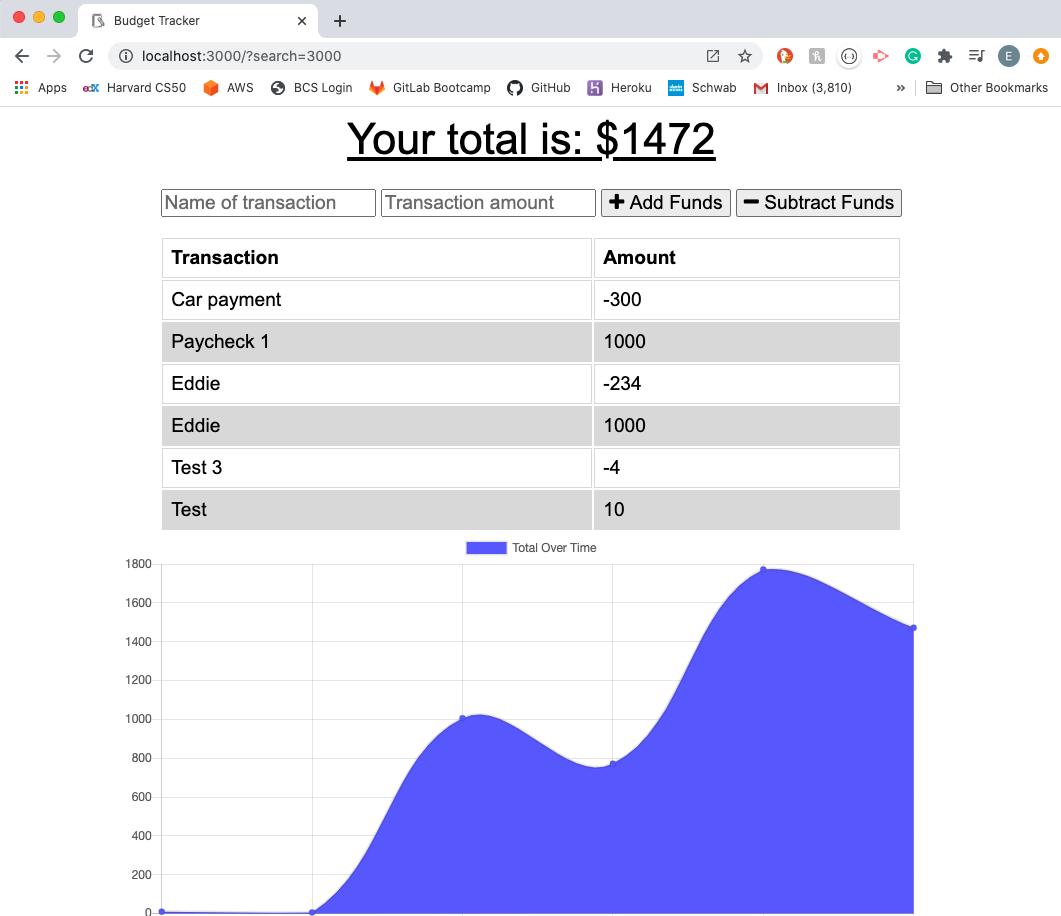 Budget Tracker
localhost:3000/?search=3000
E
Apps edX Harvard CS50 AWS BCS Login GitLab Bootcamp GitHub Heroku Schwab Inbox (3,810) » Other Bookmarks
Your total is: $1472
Name of transaction Transaction amount Add Funds Subtract Funds
Transaction Amount
Car payment -300
Paycheck 1 1000
Eddie -234
Eddie 1000
Test 3 -4
Test 10
Total Over Time
1800
1600
1400
1200
1000
800
600
400
200
0